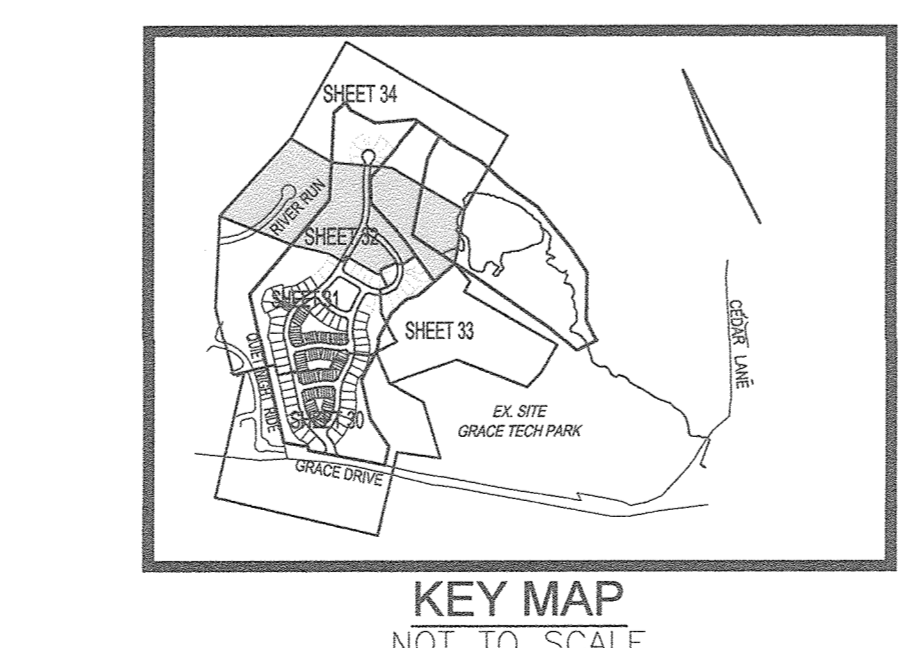 SHEET 34
RIVER RUN
SHEET 32
SHEET 31
SHEET 33
CEDAR LANE
QUIET NIGHT RIDE
EX. SITE
GRACE TECH PARK
SHEET 30
GRACE DRIVE
KEY MAP
NOT TO SCALE